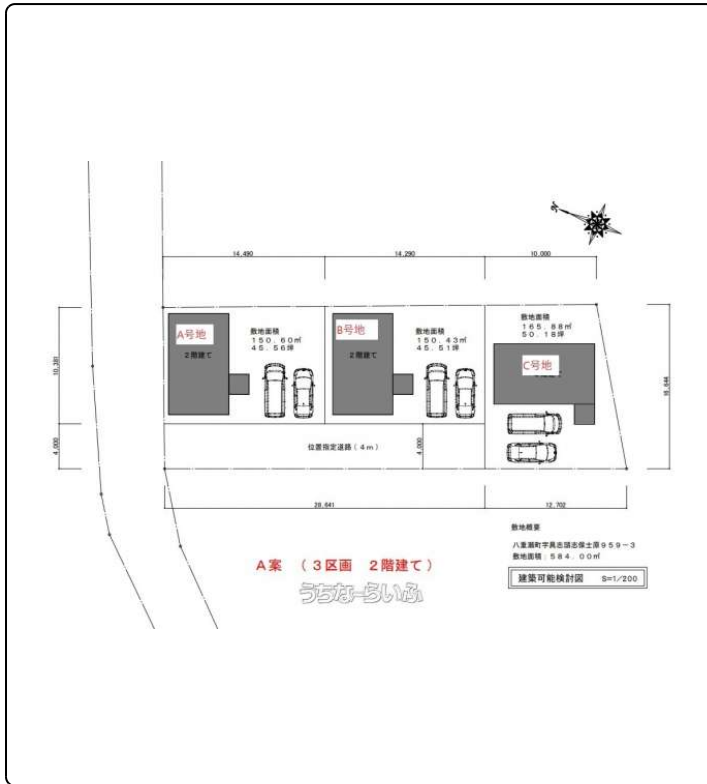 14.490
14.290
10.000
敷地面積
150.60㎡
45.56坪
敷地面積
150.43㎡
45.51坪
敷地面積
165.88㎡
50.18坪
A号地
2階建て
B号地
2階建て
C号地
10.391
4.000
位置指定道路(4m)
4.000
28.641
12.702
敷地概要
八重瀬町字具志頭志保士原959-3
敷地面積:584.00㎡
A案 (3区画 2階建て)
うちなーらいふ
建築可能検討図 S=1/200